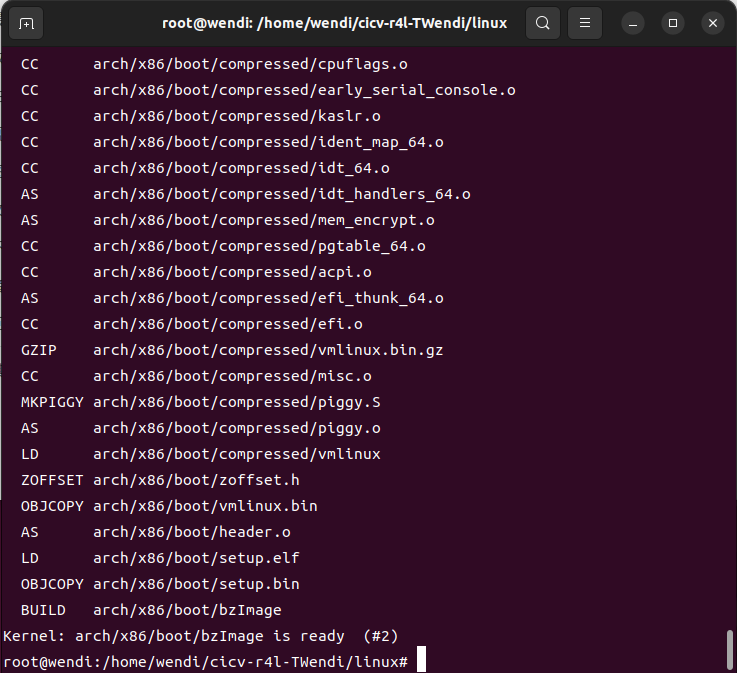 root@wendi: /home/wendi/cicv-r4l-TWendi/linux
CC arch/x86/boot/compressed/cpuflags.o
CC arch/x86/boot/compressed/early_serial_console.o
CC arch/x86/boot/compressed/kaslr.o
CC arch/x86/boot/compressed/ident_map_64.o
CC arch/x86/boot/compressed/idt_64.o
AS arch/x86/boot/compressed/idt_handlers_64.o
AS arch/x86/boot/compressed/mem_encrypt.o
CC arch/x86/boot/compressed/pgtable_64.o
CC arch/x86/boot/compressed/acpi.o
AS arch/x86/boot/compressed/efi_thunk_64.o
CC arch/x86/boot/compressed/efi.o
GZIP arch/x86/boot/compressed/vmlinux.bin.gz
CC arch/x86/boot/compressed/misc.o
MKPIGGY arch/x86/boot/compressed/piggy.S
AS arch/x86/boot/compressed/piggy.o
LD arch/x86/boot/compressed/vmlinux
ZOFFSET arch/x86/boot/zoffset.h
OBJCOPY arch/x86/boot/vmlinux.bin
AS arch/x86/boot/header.o
LD arch/x86/boot/setup.elf
OBJCOPY arch/x86/boot/setup.bin
BUILD arch/x86/boot/bzImage
Kernel: arch/x86/boot/bzImage is ready (#2)
root@wendi:/home/wendi/cicv-r4l-TWendi/linux#